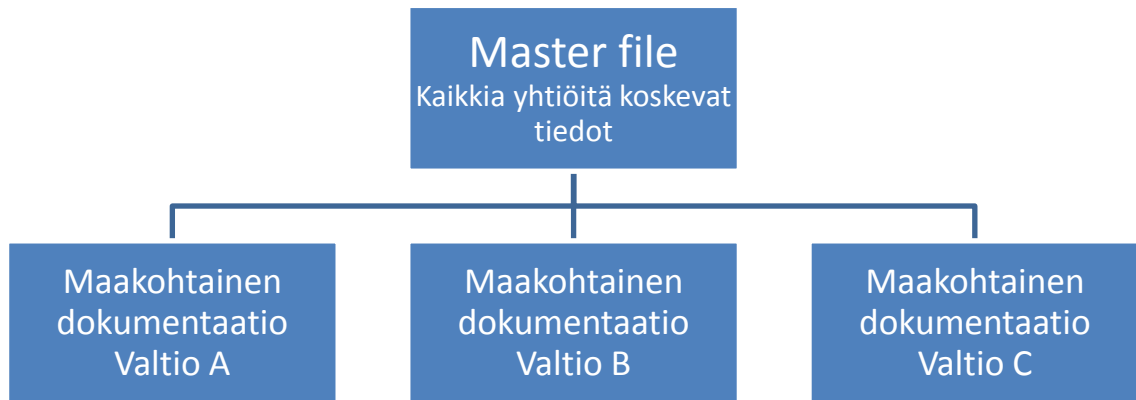 Master file
Kaikkia yhtiöitä koskevat
tiedot
Maakohtainen
dokumentaatio
Valtio A
Maakohtainen
dokumentaatio
Valtio B
Maakohtainen
dokumentaatio
Valtio C